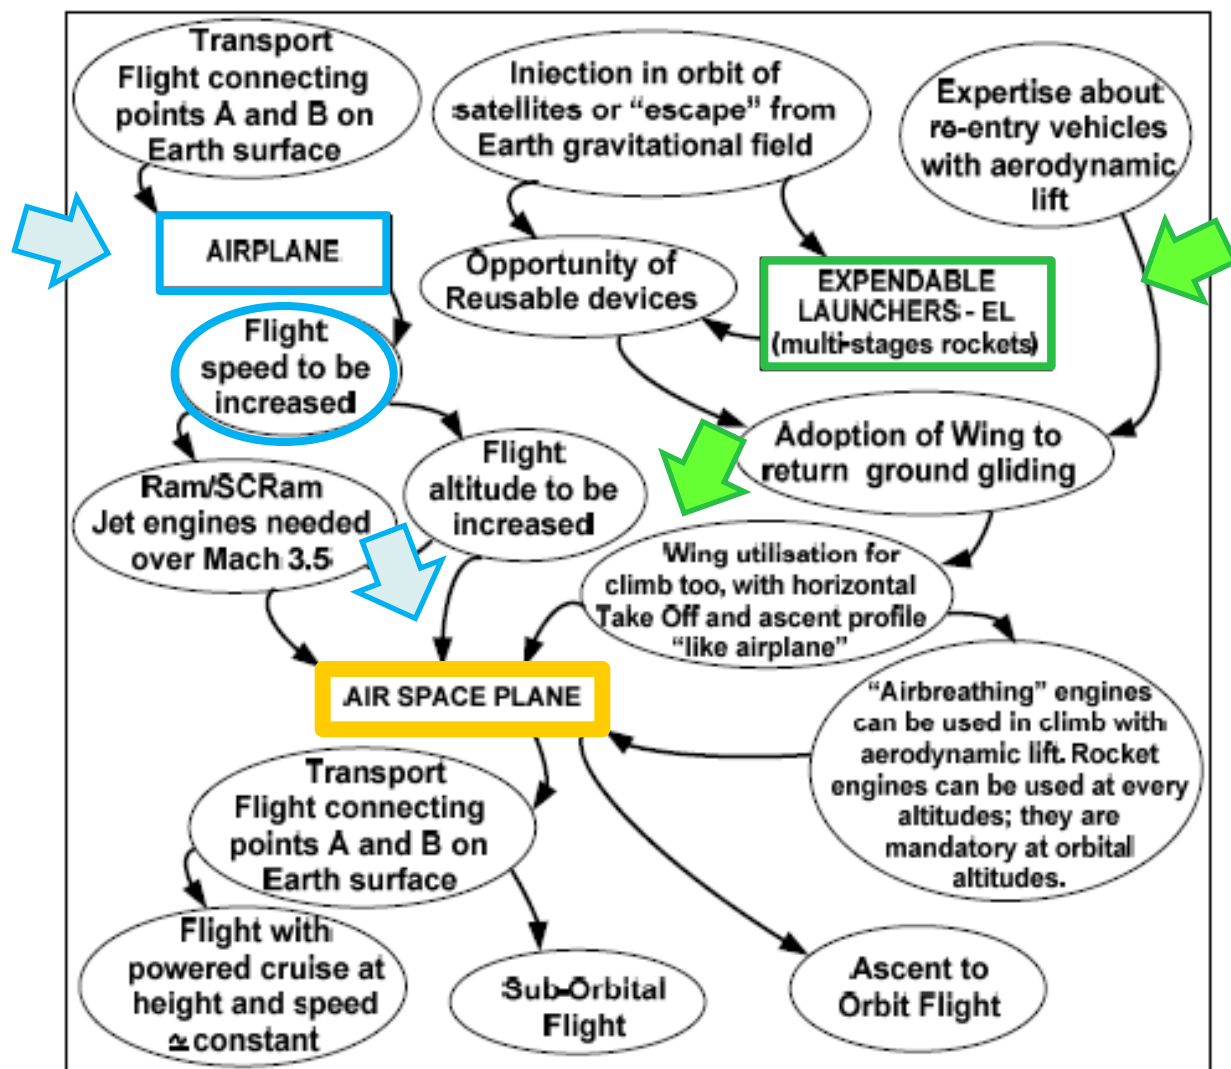 Transport
Flight connecting
points A and B on
Earth surface
Iniection in orbit of
satellites or “escape” from
Earth gravitational field
Expertise about
re-entry vehicles
with aerodynamic
lift
AIRPLANE
Opportunity of
Reusable devices
EXPENDABLE
LAUNCHERS - EL
(multi-stages rockets)
Flight
speed to be
increased
Adoption of Wing to
return ground gliding
Flight
altitude to be
increased
Ram/SCRam
Jet engines needed
over Mach 3.5
Wing utilisation for
climb too, with horizontal
Take Off and ascent profile
“like airplane”
AIR SPACE PLANE
“Airbreathing” engines
can be used in climb with
aerodynamic lift. Rocket
engines can be used at every
altitudes; they are
mandatory at orbital
altitudes.
Transport
Flight connecting
points A and B on
Earth surface
Flight with
powered cruise at
height and speed
≃ constant
Sub-Orbital
Flight
Ascent to
Orbit Flight